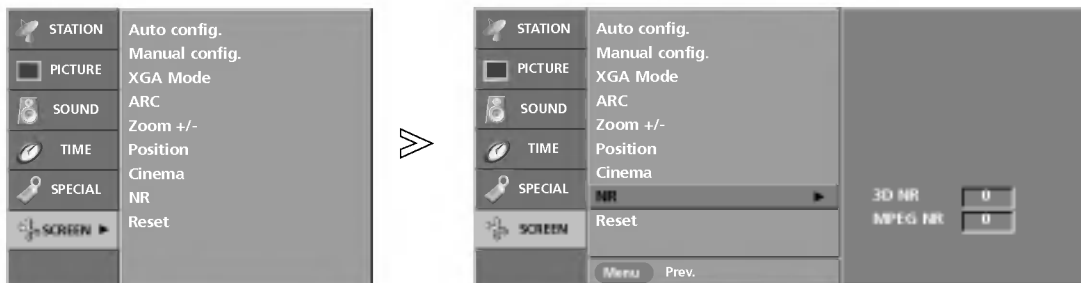 STATION
PICTURE
SOUND
TIME
SPECIAL
SCREEN
Auto config.
Manual config.
XGA Mode
ARC
Zoom +/-
Position
Cinema
NR
Reset
STATION
PICTURE
SOUND
TIME
SPECIAL
SCREEN
Auto config.
Manual config.
XGA Mode
ARC
Zoom +/-
Position
Cinema
NR
Reset
Menu Prev.
3D NR 0
MPEG NR 0